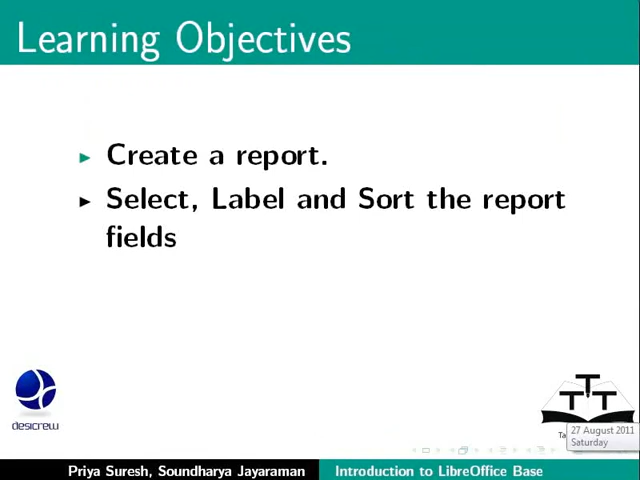 Learning Objectives
Create a report.
Select, Label and Sort the report
fields
desicrew
T
T T
27 August 2011
Saturday
Priya Suresh, Soundharya Jayaraman
Introduction to LibreOffice Base